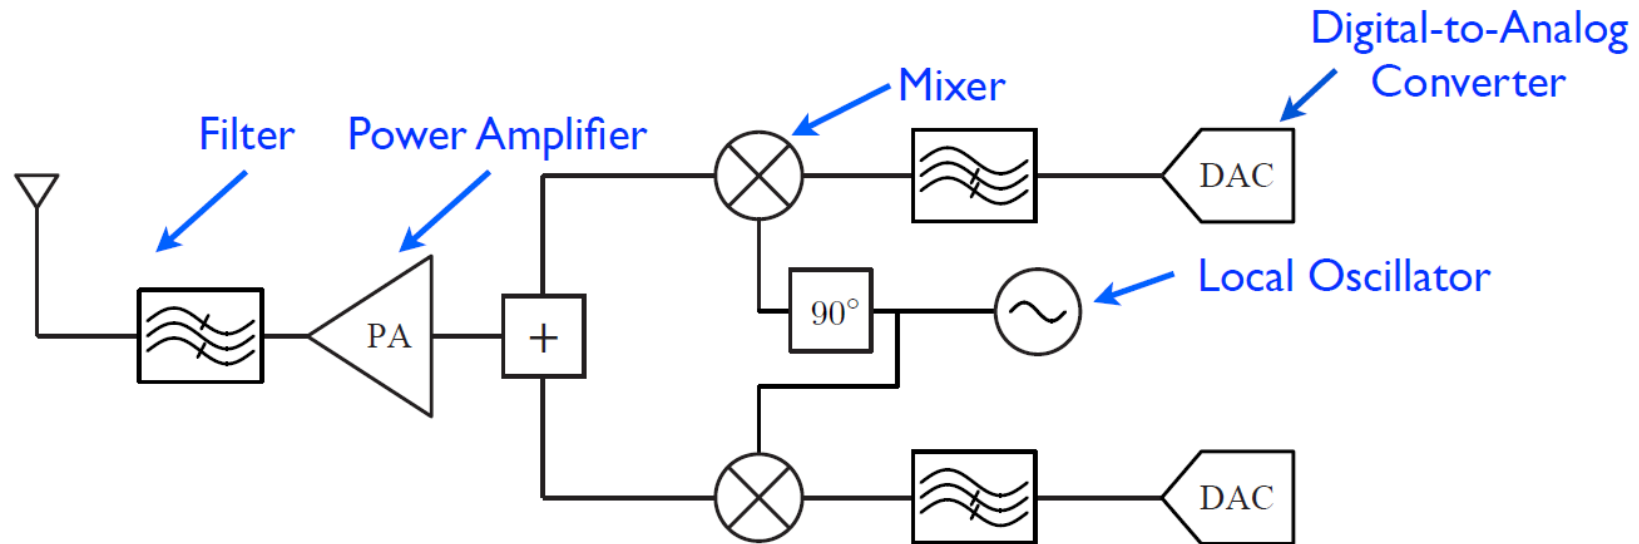 Digital-to-Analog
Converter
Mixer
Filter
Power Amplifier
DAC
Local Oscillator
90°
PA
+
DAC